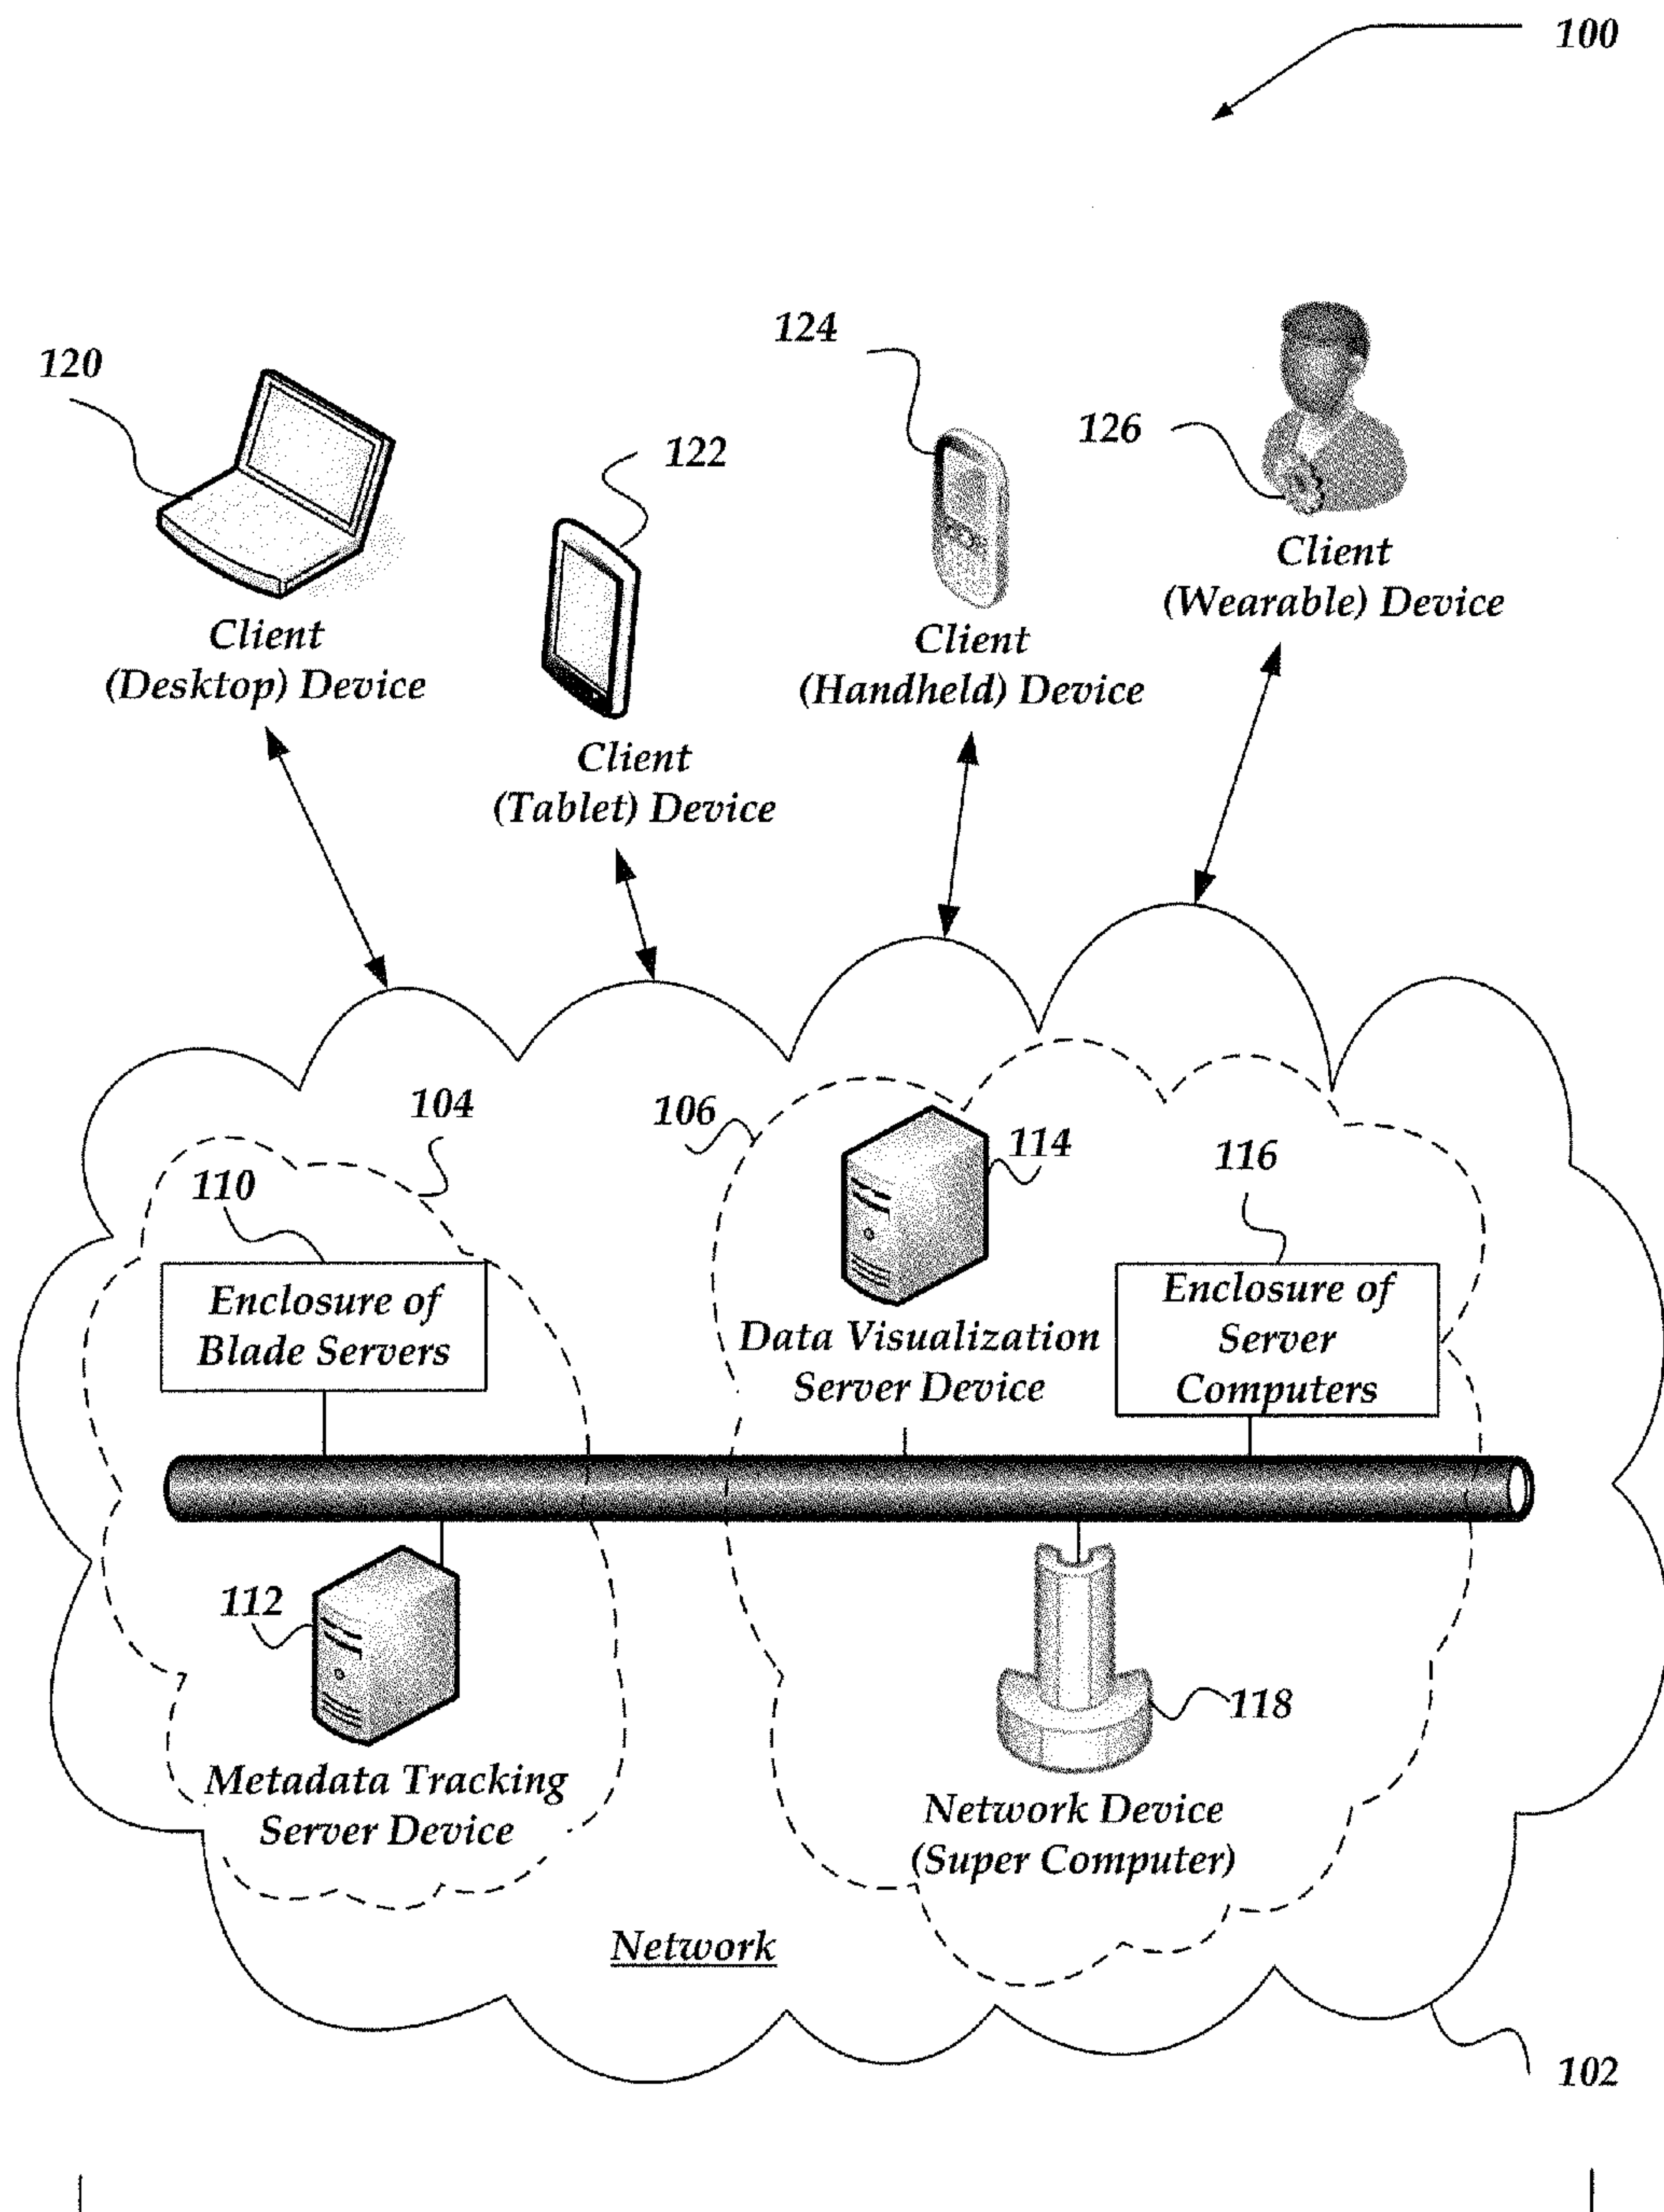 100
124
120
126
122
Client
(Wearable) Device
Client
(Desktop) Device
Client
(Handheld) Device
Client
(Tablet) Device
104
106
114
116
110
Enclosure of
Blade Servers
Enclosure of
Server
Computers
Data Visualization
Server Device
112
118
Metadata Tracking
Server Device
Network Device
(Super Computer)
Network
102